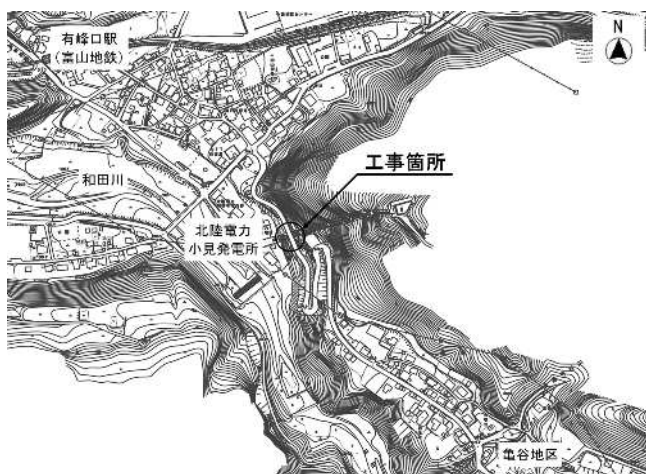 有峰口駅
（富山地鉄）
N
工事箇所
和田川
北陸電力
小見発電所
亀谷地区